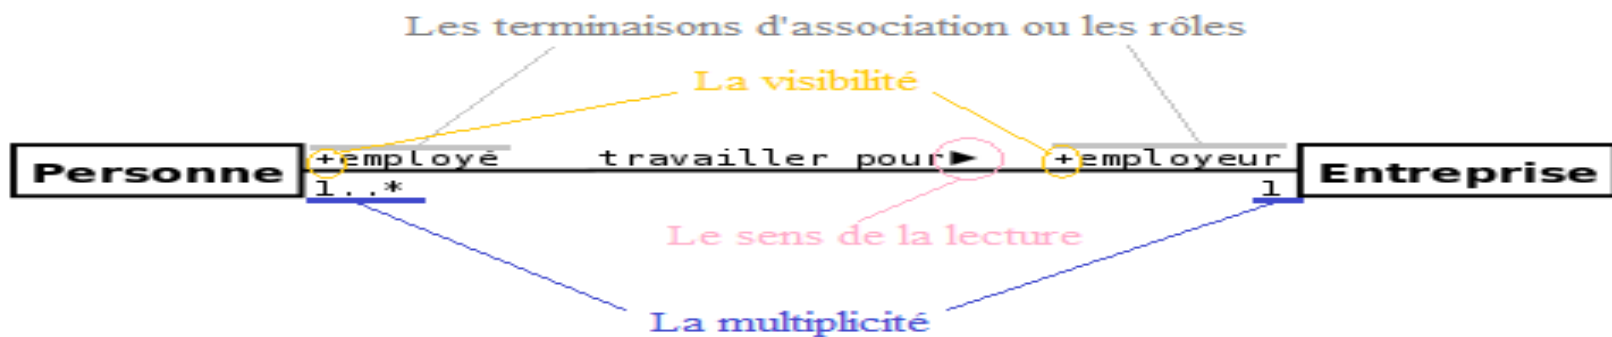 Les terminaisons d'association ou les rôles
La visibilité
+employé travailler pour► +employeur
Personne Entreprise
1..* 1
Le sens de la lecture
La multiplicité